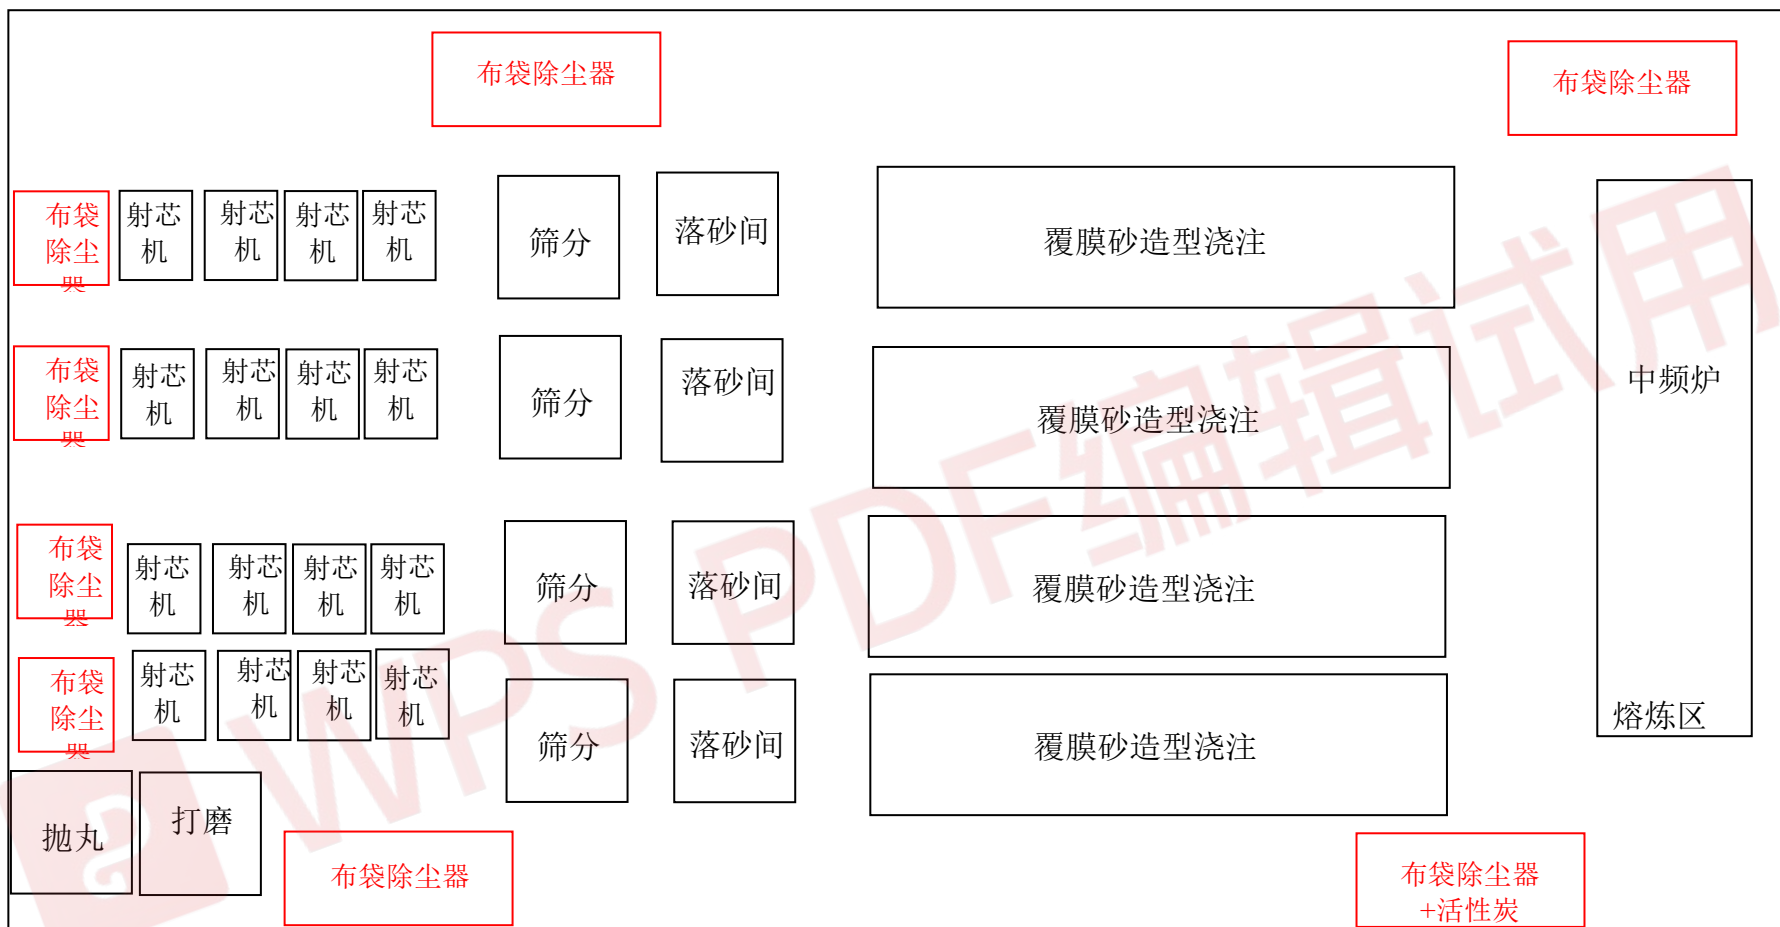 布袋除尘器
布袋除尘器
布袋
除尘
器
射芯
机
射芯
机
射芯
机
射芯
机
筛分
落砂间
覆膜砂造型浇注
布袋
除尘
器
射芯
机
射芯
机
射芯
机
射芯
机
筛分
落砂间
覆膜砂造型浇注
中频炉
布袋
除尘
器
射芯
机
射芯
机
射芯
机
射芯
机
筛分
落砂间
覆膜砂造型浇注
布袋
除尘
器
射芯
机
射芯
机
射芯
机
射芯
机
筛分
落砂间
覆膜砂造型浇注
熔炼区
抛丸
打磨
布袋除尘器
布袋除尘器
+活性炭
WPS PDF编辑试用